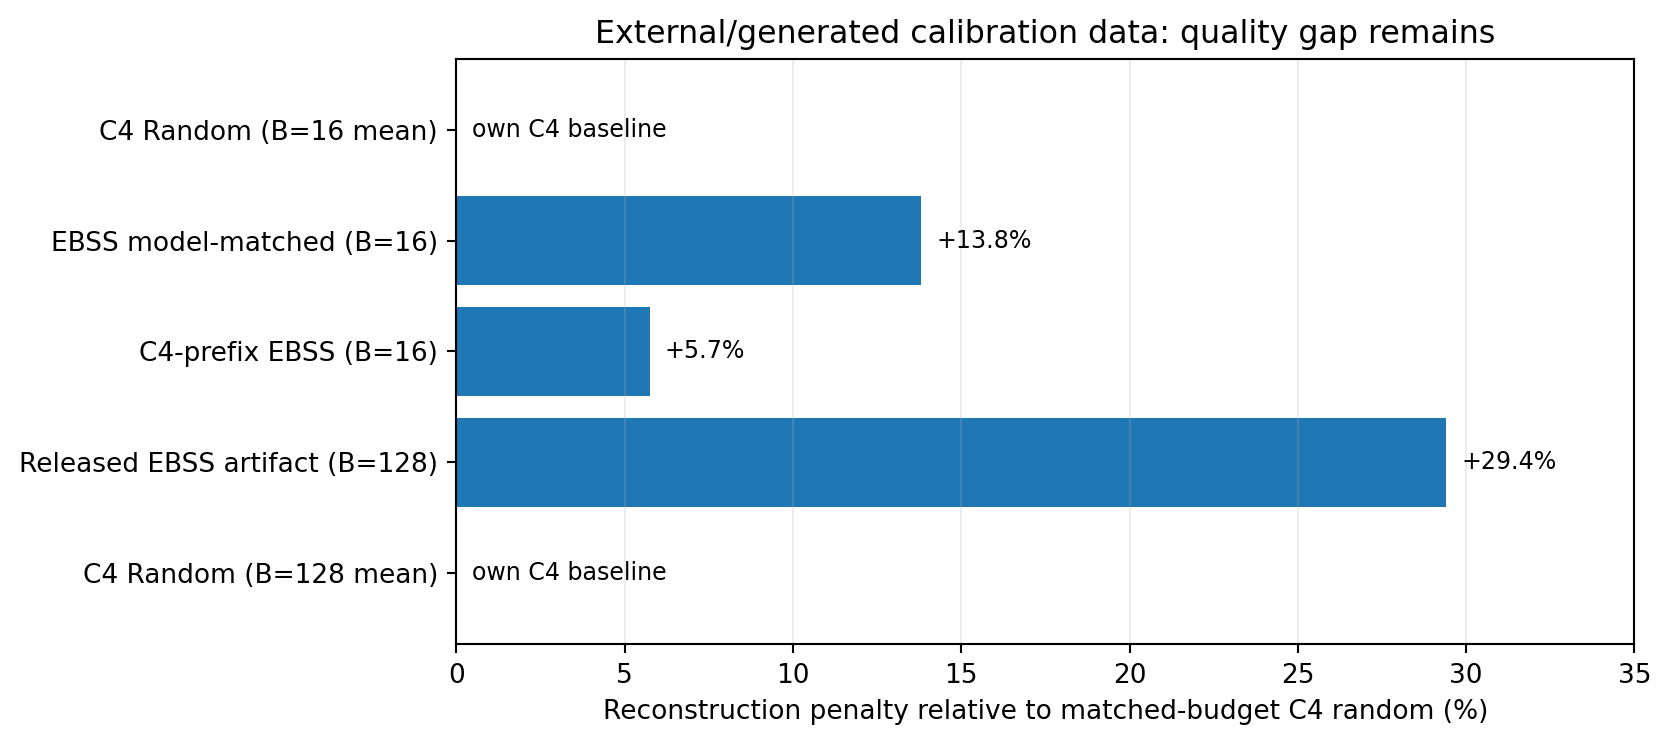 External/generated calibration data: quality gap remains
C4 Random (B=16 mean)
own C4 baseline
EBSS model-matched (B=16)
+13.8%
C4-prefix EBSS (B=16)
+5.7%
Released EBSS artifact (B=128)
+29.4%
C4 Random (B=128 mean)
own C4 baseline
0 5 10 15 20 25 30 35
Reconstruction penalty relative to matched-budget C4 random (%)